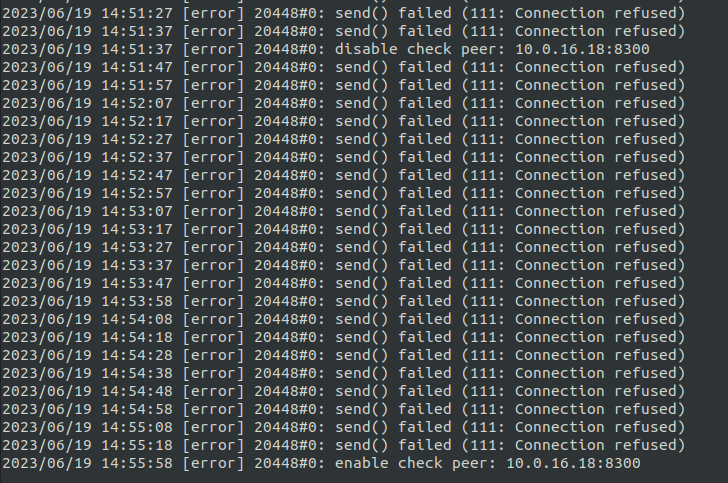 2023/06/19 14:51:27 [error] 20448#0: send() failed (111: Connection refused)
2023/06/19 14:51:37 [error] 20448#0: send() failed (111: Connection refused)
2023/06/19 14:51:37 [error] 20448#0: disable check peer: 10.0.16.18:8300
2023/06/19 14:51:47 [error] 20448#0: send() failed (111: Connection refused)
2023/06/19 14:51:57 [error] 20448#0: send() failed (111: Connection refused)
2023/06/19 14:52:07 [error] 20448#0: send() failed (111: Connection refused)
2023/06/19 14:52:17 [error] 20448#0: send() failed (111: Connection refused)
2023/06/19 14:52:27 [error] 20448#0: send() failed (111: Connection refused)
2023/06/19 14:52:37 [error] 20448#0: send() failed (111: Connection refused)
2023/06/19 14:52:47 [error] 20448#0: send() failed (111: Connection refused)
2023/06/19 14:52:57 [error] 20448#0: send() failed (111: Connection refused)
2023/06/19 14:53:07 [error] 20448#0: send() failed (111: Connection refused)
2023/06/19 14:53:17 [error] 20448#0: send() failed (111: Connection refused)
2023/06/19 14:53:27 [error] 20448#0: send() failed (111: Connection refused)
2023/06/19 14:53:37 [error] 20448#0: send() failed (111: Connection refused)
2023/06/19 14:53:47 [error] 20448#0: send() failed (111: Connection refused)
2023/06/19 14:53:58 [error] 20448#0: send() failed (111: Connection refused)
2023/06/19 14:54:08 [error] 20448#0: send() failed (111: Connection refused)
2023/06/19 14:54:18 [error] 20448#0: send() failed (111: Connection refused)
2023/06/19 14:54:28 [error] 20448#0: send() failed (111: Connection refused)
2023/06/19 14:54:38 [error] 20448#0: send() failed (111: Connection refused)
2023/06/19 14:54:48 [error] 20448#0: send() failed (111: Connection refused)
2023/06/19 14:54:58 [error] 20448#0: send() failed (111: Connection refused)
2023/06/19 14:55:08 [error] 20448#0: send() failed (111: Connection refused)
2023/06/19 14:55:18 [error] 20448#0: send() failed (111: Connection refused)
2023/06/19 14:55:58 [error] 20448#0: enable check peer: 10.0.16.18:8300